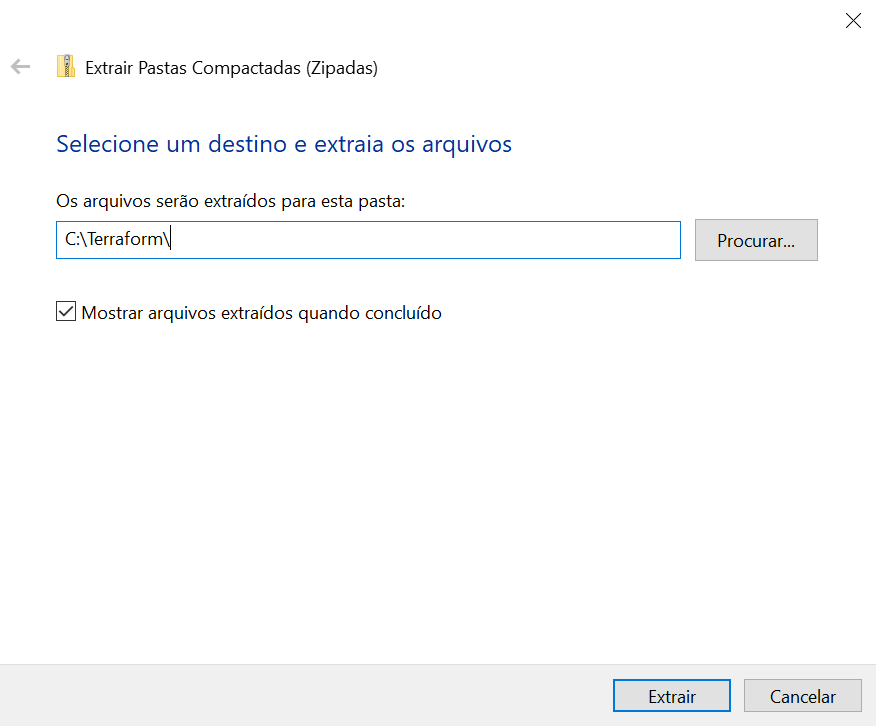 Extrair Pastas Compactadas (Zipadas)
Selecione um destino e extraia os arquivos
Os arquivos serão extraídos para esta pasta:
C:\Terraform\
Procurar...
Mostrar arquivos extraídos quando concluído
Extrair
Cancelar